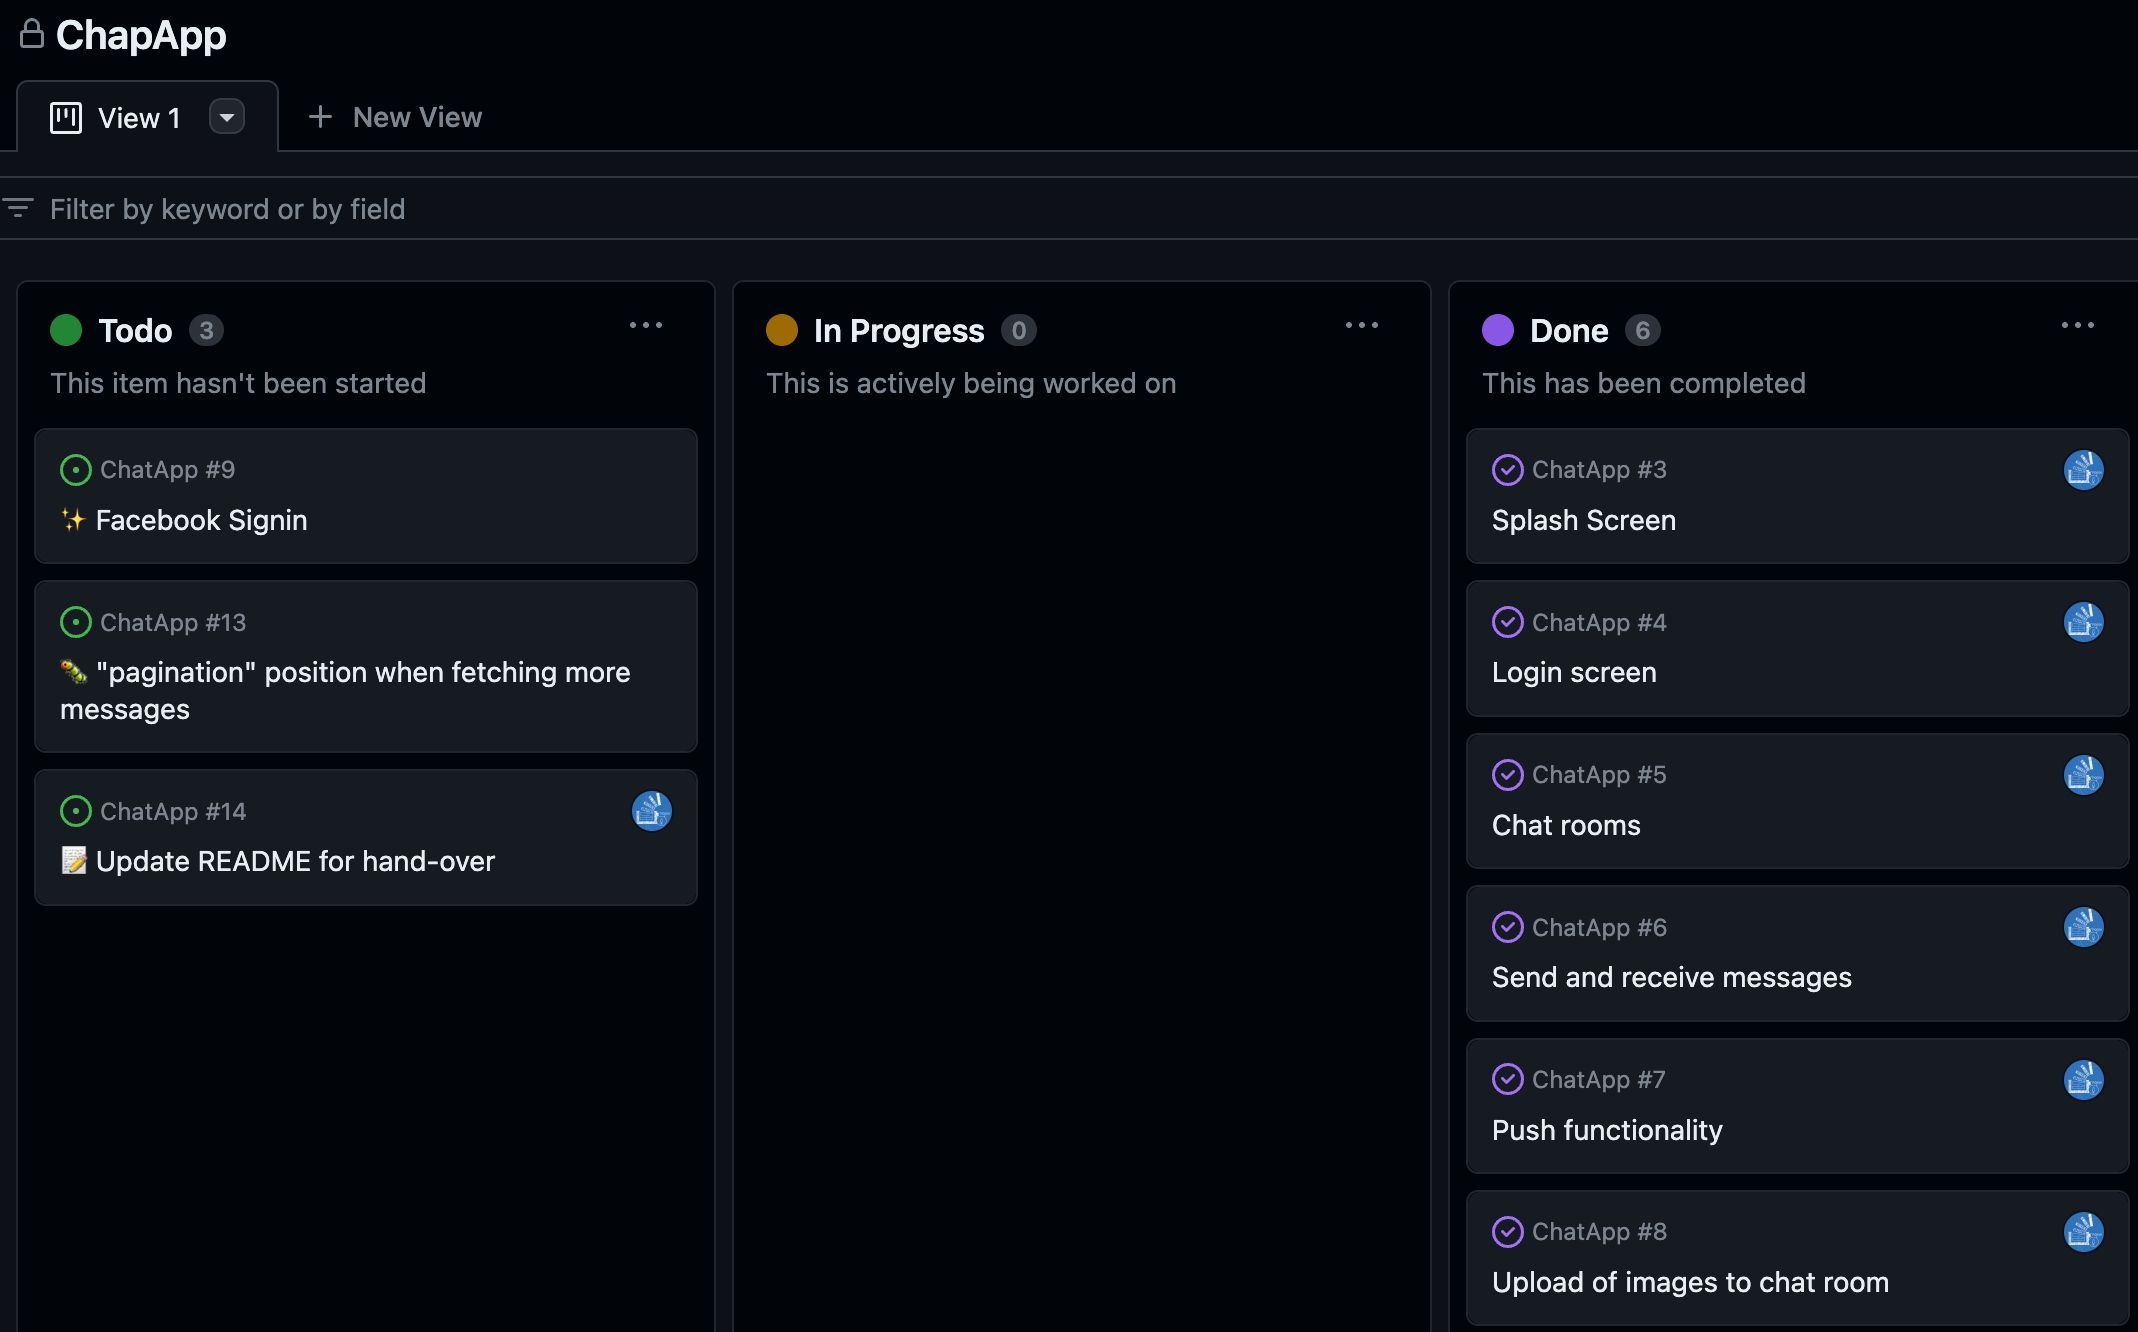 ChapApp
View 1
New View
Filter by keyword or by field
Todo 3
This item hasn't been started
ChatApp #9
✨ Facebook Signin
ChatApp #13
🐛 "pagination" position when fetching more
messages
ChatApp #14
📝 Update README for hand-over
In Progress 0
This is actively being worked on
Done 6
This has been completed
ChatApp #3
Splash Screen
ChatApp #4
Login screen
ChatApp #5
Chat rooms
ChatApp #6
Send and receive messages
ChatApp #7
Push functionality
ChatApp #8
Upload of images to chat room